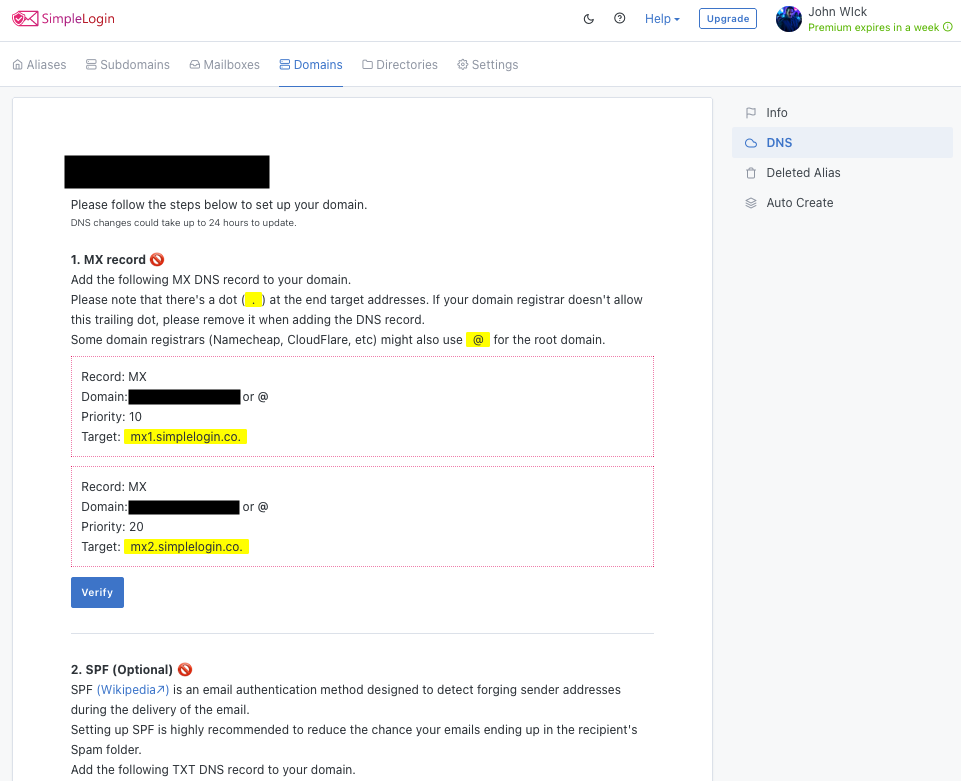 SimpleLogin
Help
Upgrade
John WIck
Premium expires in a week
Aliases
Subdomains
Mailboxes
Domains
Directories
Settings
Please follow the steps below to set up your domain.
DNS changes could take up to 24 hours to update.
1. MX record 🚫
Add the following MX DNS record to your domain.
Please note that there's a dot ( . ) at the end target addresses. If your domain registrar doesn't allow
this trailing dot, please remove it when adding the DNS record.
Some domain registrars (Namecheap, CloudFlare, etc) might also use @ for the root domain.
Record: MX
Domain: or @
Priority: 10
Target: mx1.simplelogin.co.
Record: MX
Domain: or @
Priority: 20
Target: mx2.simplelogin.co.
Verify
2. SPF (Optional) 🚫
SPF (Wikipedia↗) is an email authentication method designed to detect forging sender addresses
during the delivery of the email.
Setting up SPF is highly recommended to reduce the chance your emails ending up in the recipient's
Spam folder.
Add the following TXT DNS record to your domain.
Info
DNS
Deleted Alias
Auto Create